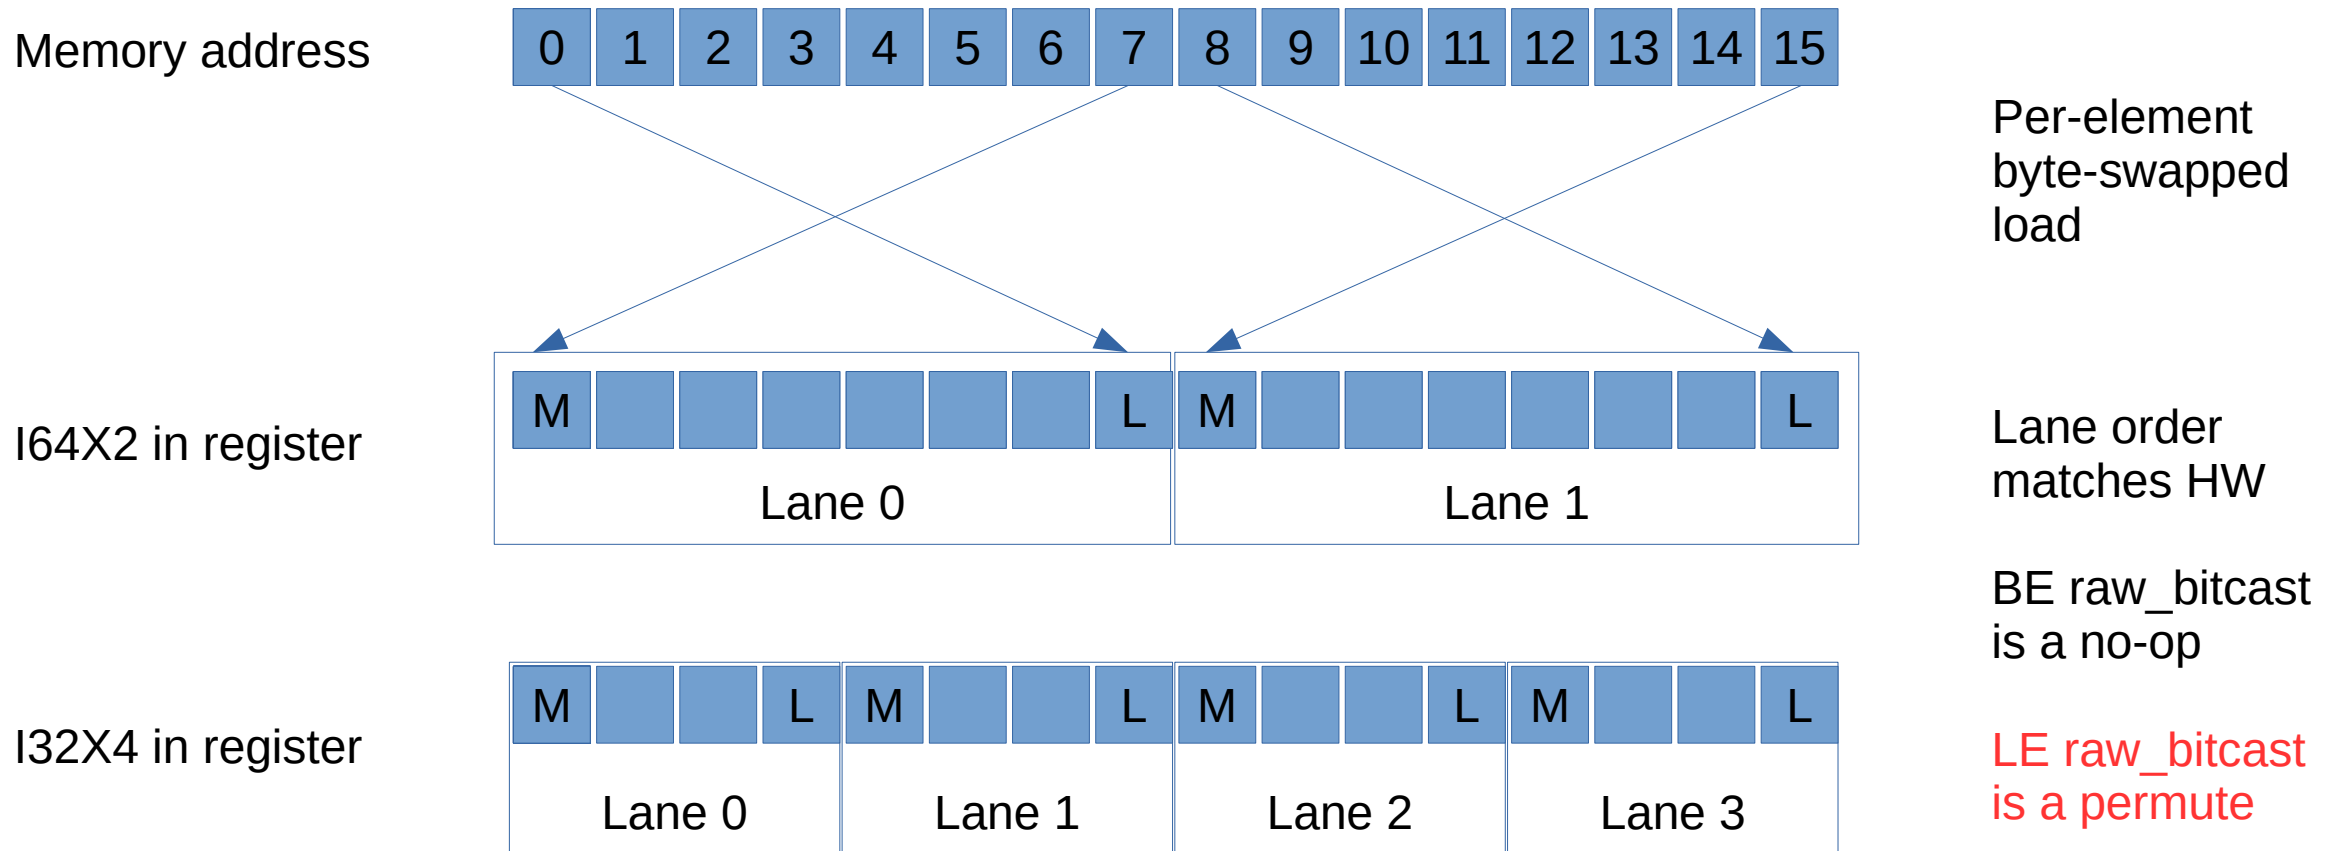 Memory address
0 1 2 3 4 5 6 7 8 9 10 11 12 13 14 15
Per-element
byte-swapped
load
I64X2 in register
M L M L
Lane 0 Lane 1
Lane order
matches HW
BE raw_bitcast
is a no-op
I32X4 in register
M L M L M L M L
Lane 0 Lane 1 Lane 2 Lane 3
LE raw_bitcast
is a permute